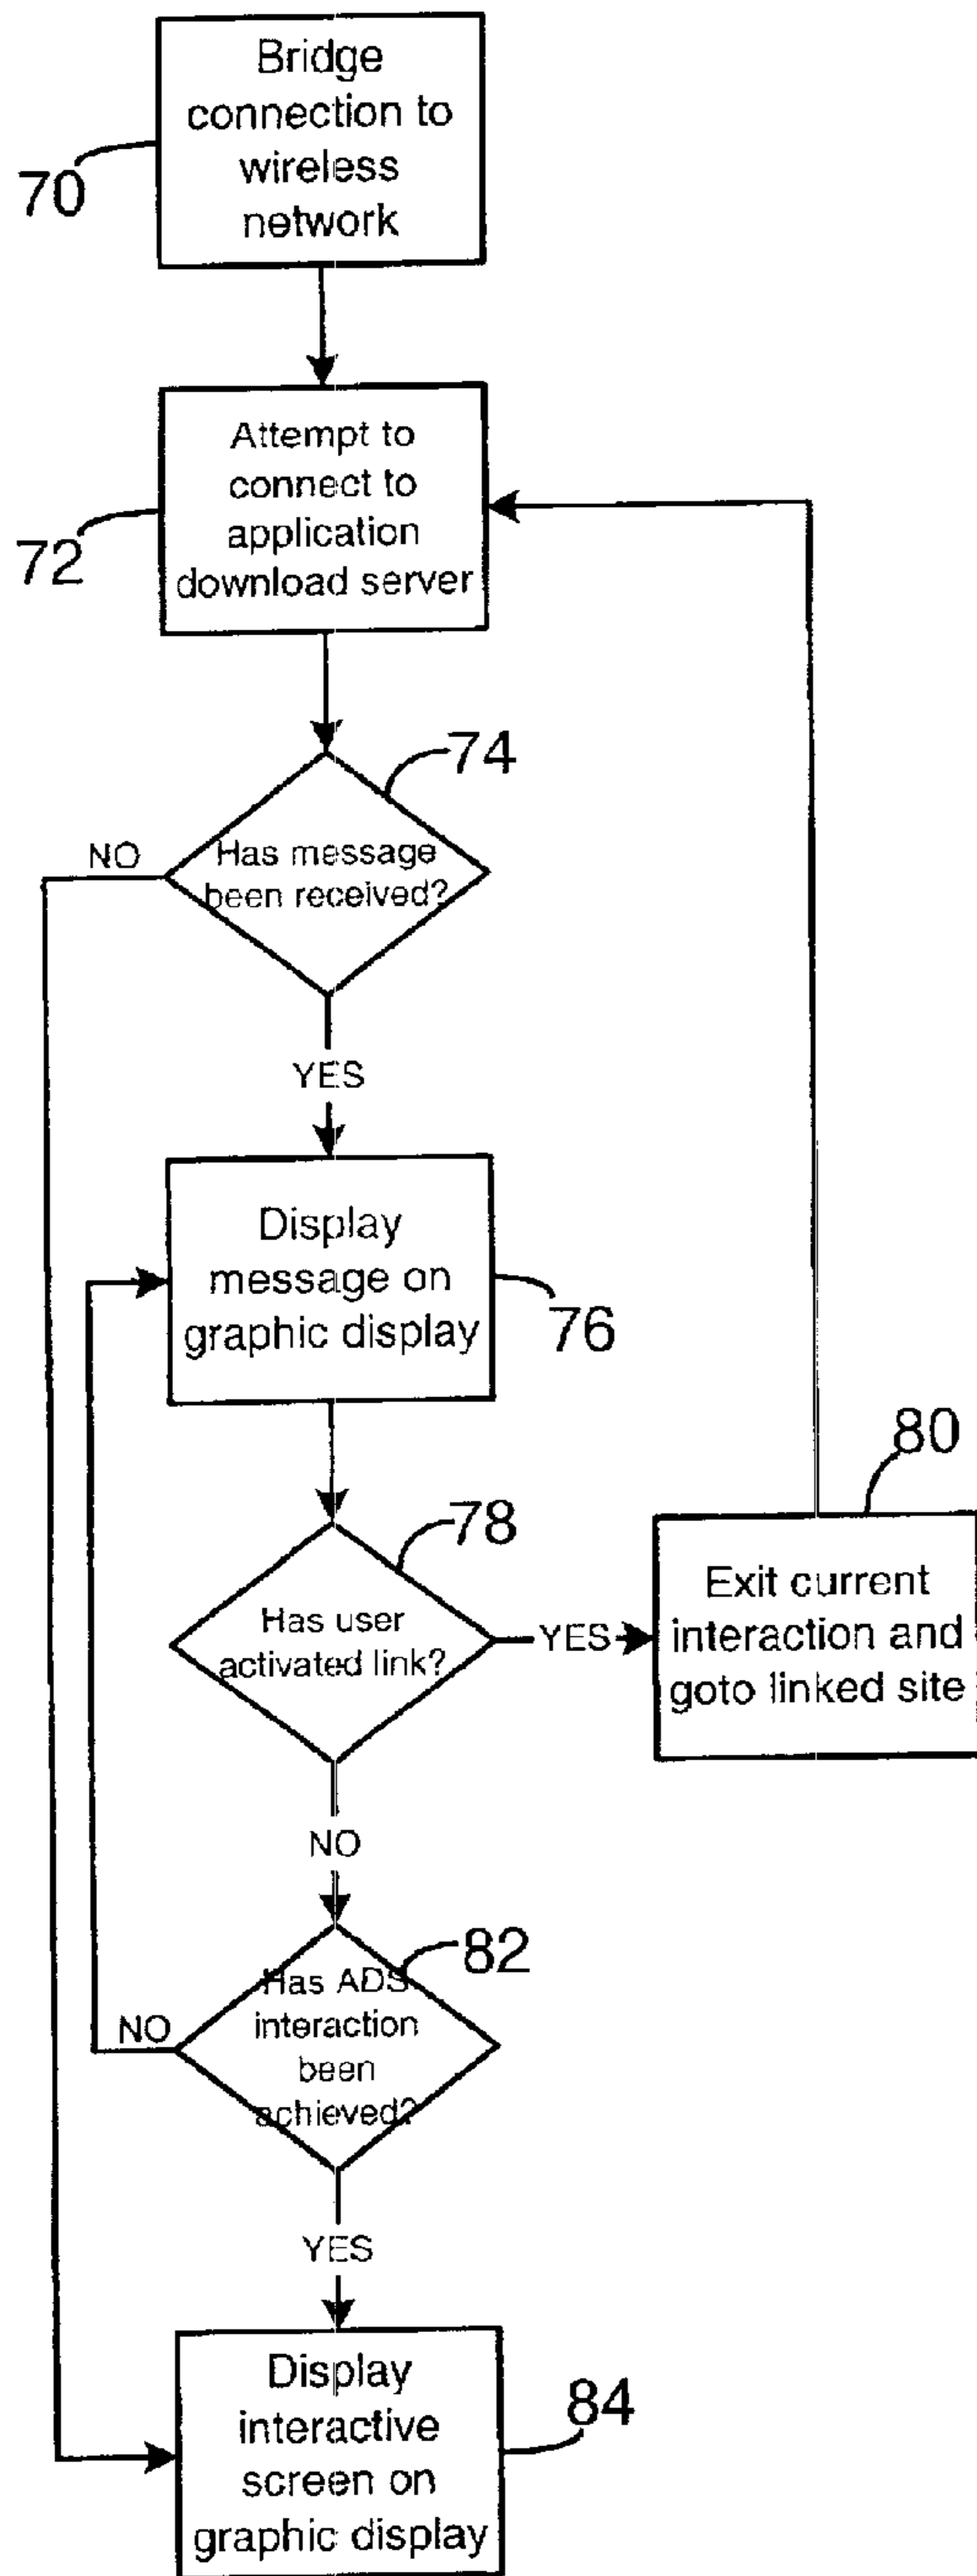 Bridge
connection to
wireless
network
70
Attempt to
connect to
application
download server
72
74
NO
Has message
been received?
YES
Display
message on
graphic display
76
80
78
Has user
activated link?
YES
Exit current
interaction and
goto linked site
NO
82
Has ADS
interaction
been
achieved?
NO
YES
Display
interactive
screen on
graphic display
84